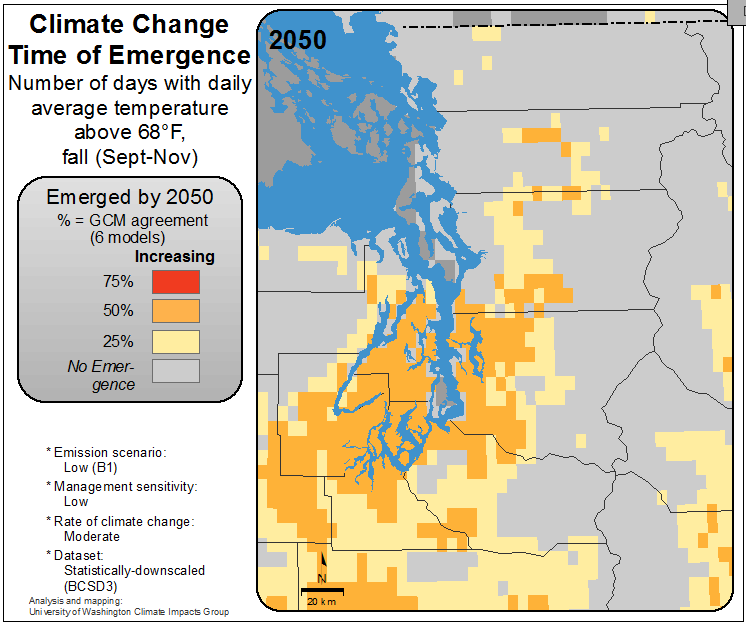 Climate Change
Time of Emergence
Number of days with daily
average temperature
above 68°F,
fall (Sept-Nov)
Emerged by 2050
% = GCM agreement
(6 models)
Increasing
75%
50%
25%
No Emer-
gence
* Emission scenario:
Low (B1)
* Management sensitivity:
Low
* Rate of climate change:
Moderate
* Dataset:
Statistically-downscaled
(BCSD3)
Analysis and mapping:
University of Washington Climate Impacts Group
2050
N
20 km